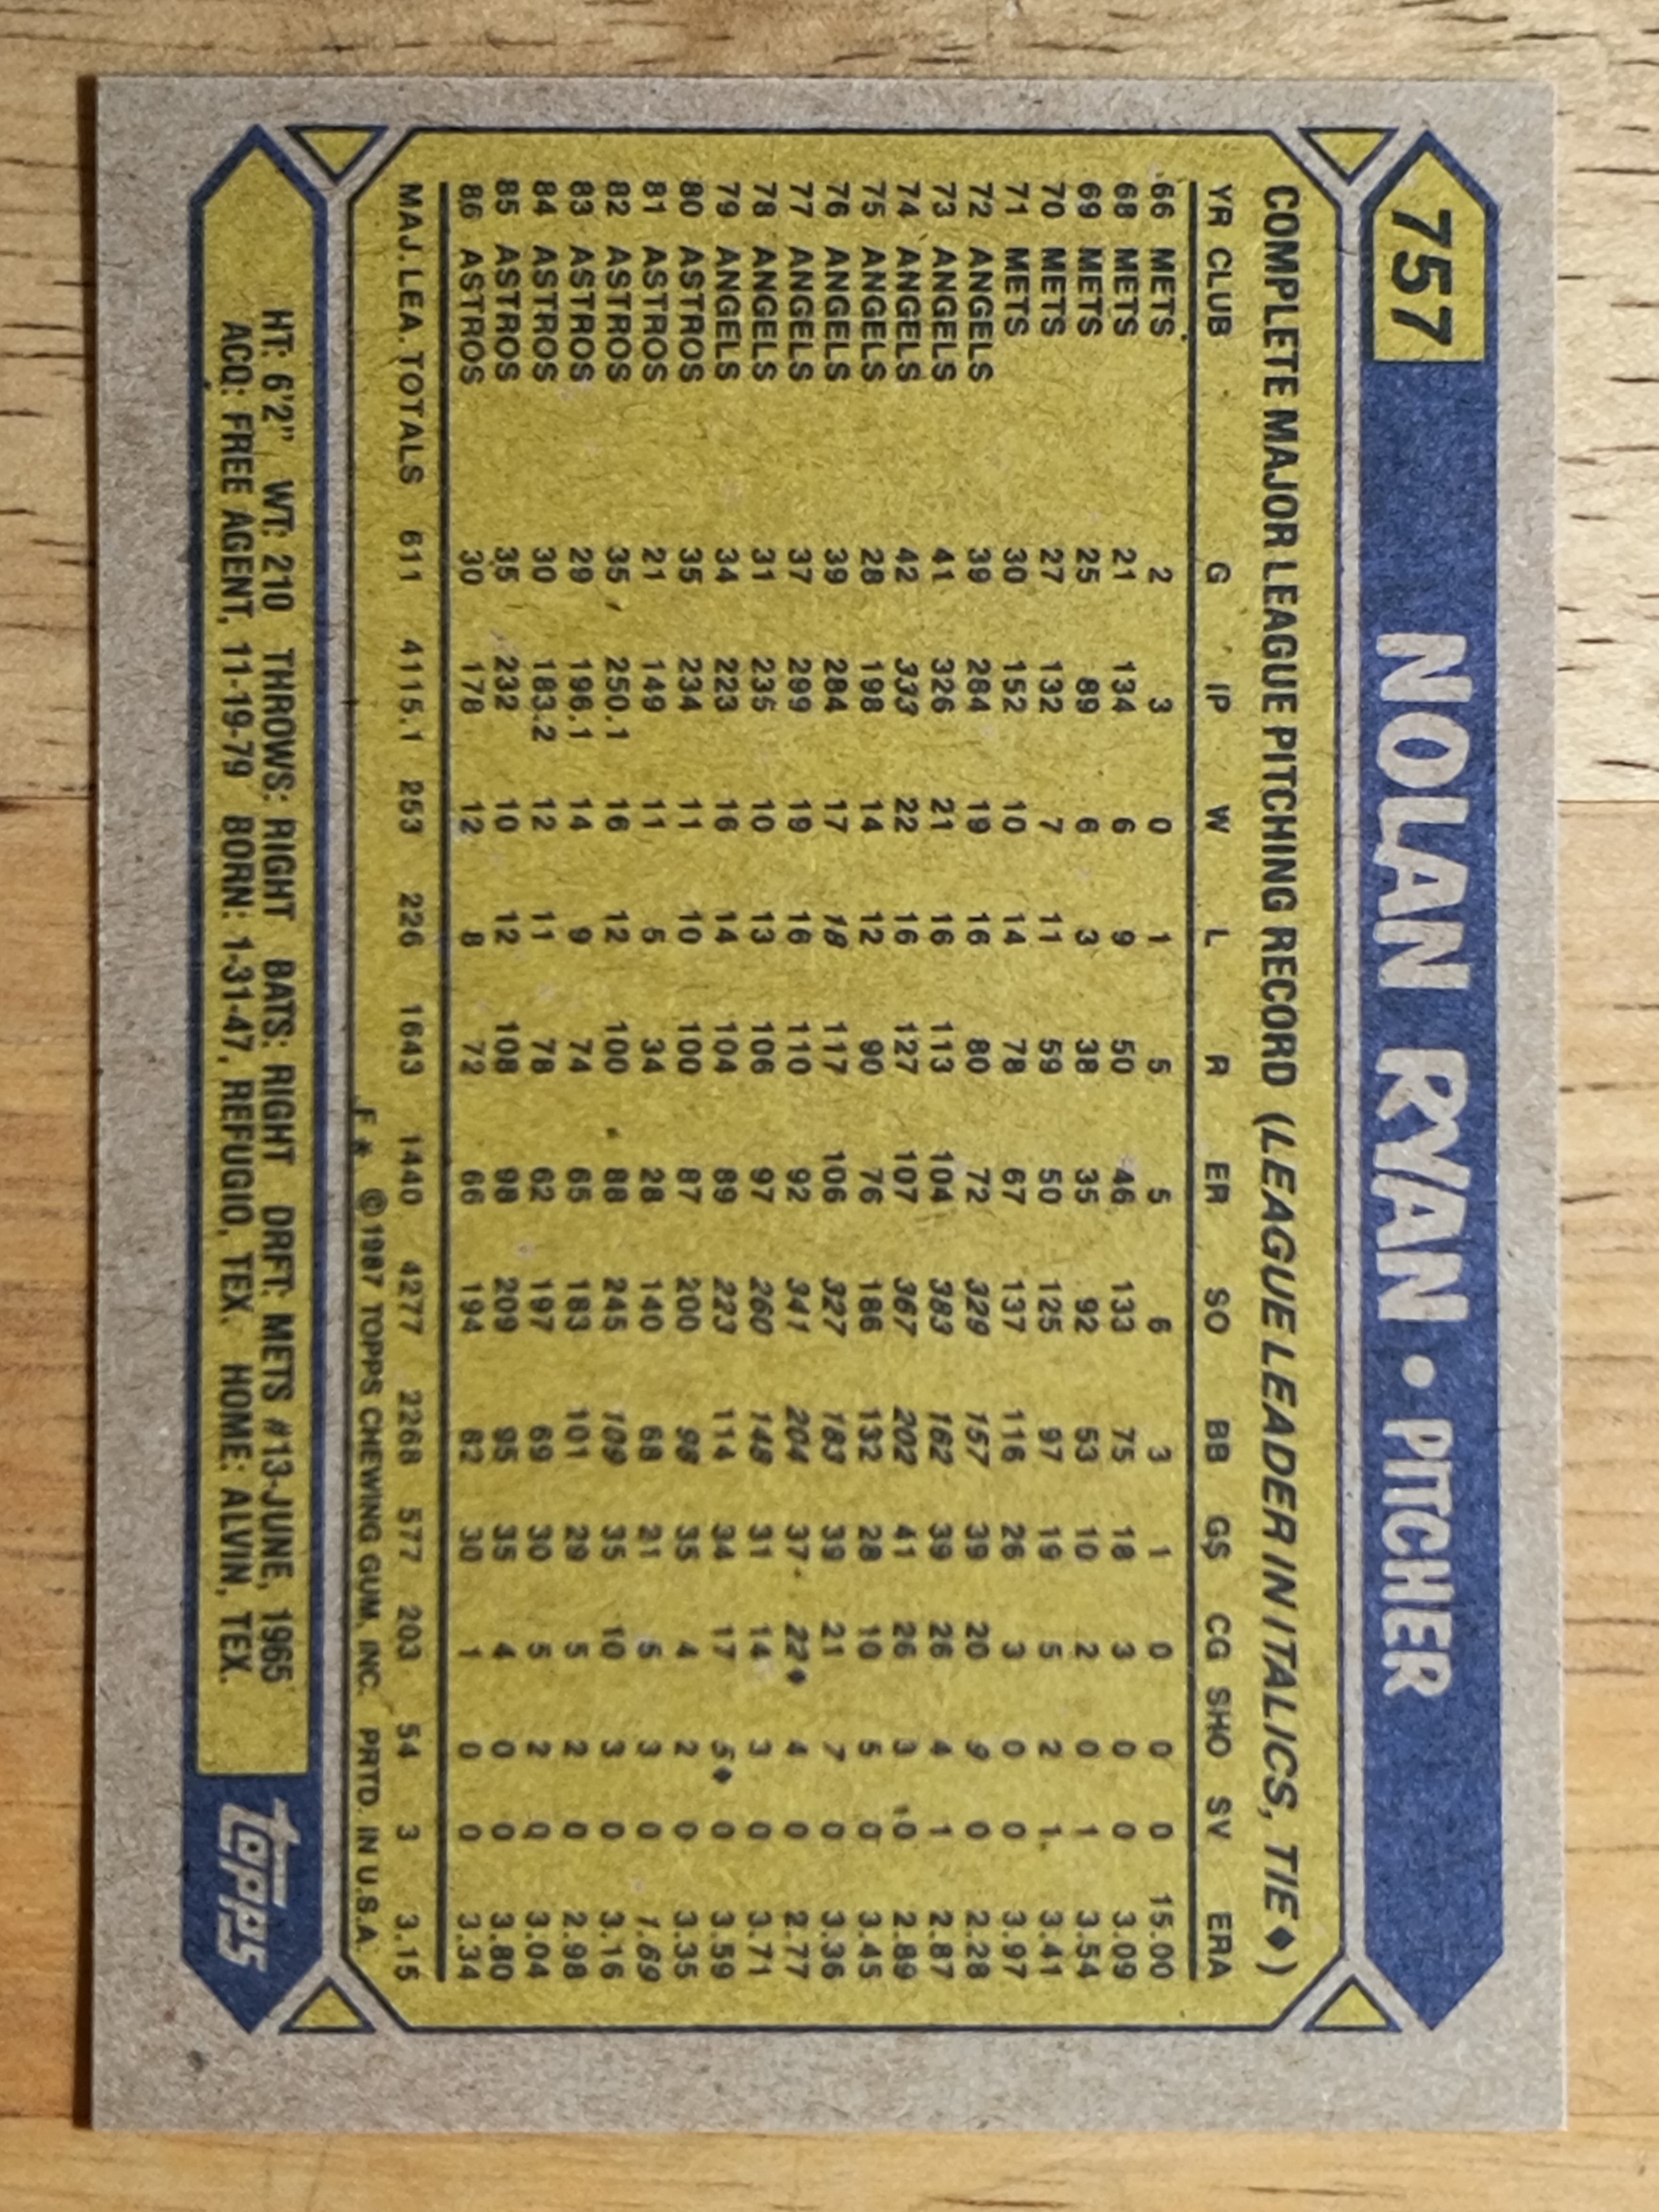 757 NOLAN RYAN • PITCHER
COMPLETE MAJOR LEAGUE PITCHING RECORD (LEAGUE LEADER IN ITALICS, TIE♦)
YR CLUB G IP W L R ER SO BB GS CG SHO SV ERA
66 METS 2 3 0 1 5 5 6 3 1 0 0 0 15.00
68 METS 21 134 6 9 50 46 133 75 18 3 0 0 3.09
69 METS 25 89 6 3 38 35 92 53 10 2 0 1 3.54
70 METS 27 132 7 11 59 50 125 97 19 5 2 1 3.41
71 METS 30 152 10 14 78 67 137 116 26 3 0 0 3.97
72 ANGELS 39 284 19 16 80 72 329 157 39 20 9 0 2.28
73 ANGELS 41 326 21 16 113 104 383 162 39 26 4 1 2.87
74 ANGELS 42 333 22 16 127 107 367 202 41 26 3 0 2.89
75 ANGELS 28 198 14 12 90 76 186 132 28 10 5 0 3.45
76 ANGELS 39 284 17 18 117 106 327 183 39 21 7 0 3.36
77 ANGELS 37 299 19 16 110 92 341 204 37 22♦ 4 0 2.77
78 ANGELS 31 235 10 13 106 97 260 148 31 14 3 0 3.71
79 ANGELS 34 223 16 14 104 89 223 114 34 17 5♦ 0 3.59
80 ASTROS 35 234 11 10 100 87 200 98 35 4 2 0 3.35
81 ASTROS 21 149 11 5 34 28 140 68 21 5 3 0 1.69
82 ASTROS 35 250.1 16 12 100 88 245 109 35 10 3 0 3.16
83 ASTROS 29 196.1 14 9 74 65 183 101 29 5 2 0 2.98
84 ASTROS 30 183.2 12 11 78 62 197 69 30 5 2 0 3.04
85 ASTROS 35 232 10 12 108 98 209 95 35 4 0 0 3.80
86 ASTROS 30 178 12 8 72 66 194 82 30 1 0 0 3.34
MAJ. LEA. TOTALS 611 4115.1 253 226 1643 1440 4277 2268 577 203 54 3 3.15
F * © 1987 TOPPS CHEWING GUM, INC. PRTD. IN U.S.A.
HT: 6'2" WT: 210 THROWS: RIGHT BATS: RIGHT DRFT: METS #13-JUNE, 1965
ACQ: FREE AGENT, 11-19-79 BORN: 1-31-47, REFUGIO, TEX. HOME: ALVIN, TEX.
topps